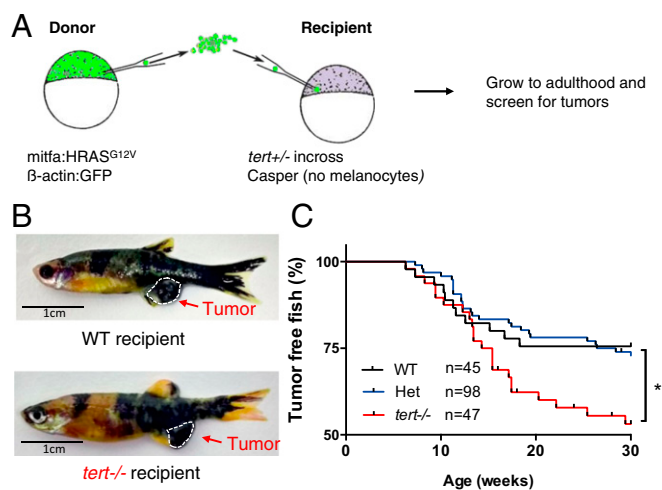 A
Donor
Recipient
mitfa:HRASG12V
ß-actin:GFP
tert+/- incross
Casper (no melanocytes)
Grow to adulthood and
screen for tumors
B
Tumor
1cm
WT recipient
Tumor
1cm
tert-/- recipient
C
Tumor free fish (%)
100
75
50
WT n=45
Het n=98
tert-/- n=47
*
0 10 20 30
Age (weeks)